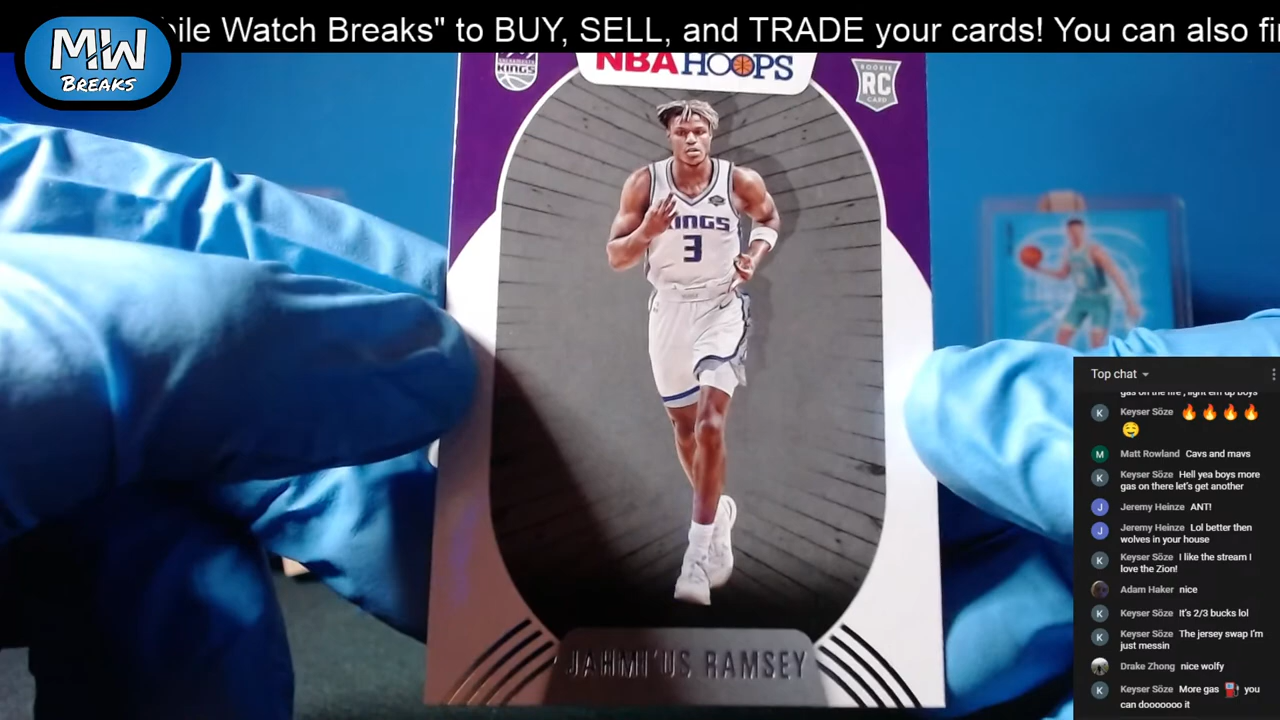 ile Watch Breaks" to BUY, SELL, and TRADE your cards! You can also fi
MW
BREAKS
SACRAMENTO
KINGS
NBA HOOPS
ROOKIE
RC
CARD
KINGS
3
JAHMI'US RAMSEY
Top chat
gas on the fire , light em up boys
Keyser Söze 🔥🔥🔥🔥
🤤
Matt Rowland Cavs and mavs
Keyser Söze Hell yea boys more
gas on there let's get another
Jeremy Heinze ANT!
Jeremy Heinze Lol better then
wolves in your house
Keyser Söze I like the stream I
love the Zion!
Adam Haker nice
Keyser Söze It's 2/3 bucks lol
Keyser Söze The jersey swap I'm
just messin
Drake Zhong nice wolfy
Keyser Söze More gas ⛽ you
can dooooooo it